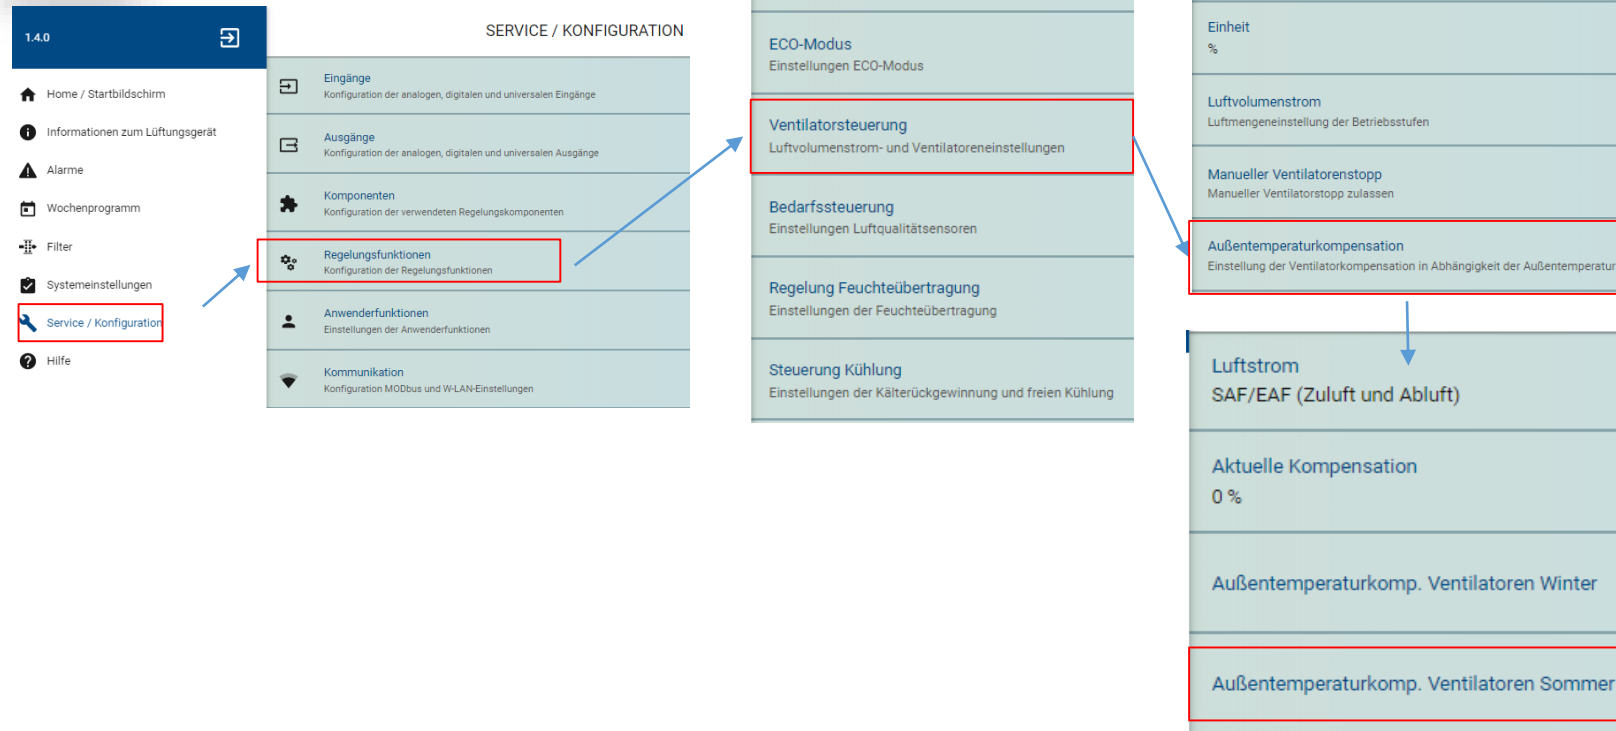 1.4.0
Home / Startbildschirm
Informationen zum Lüftungsgerät
Alarme
Wochenprogramm
Filter
Systemeinstellungen
Service / Konfiguration
Hilfe
SERVICE / KONFIGURATION
Eingänge
Konfiguration der analogen, digitalen und universalen Eingänge
Ausgänge
Konfiguration der analogen, digitalen und universalen Ausgänge
Komponenten
Konfiguration der verwendeten Regelungskomponenten
Regelungsfunktionen
Konfiguration der Regelungsfunktionen
Anwenderfunktionen
Einstellungen der Anwenderfunktionen
Kommunikation
Konfiguration MODbus und W-LAN-Einstellungen
ECO-Modus
Einstellungen ECO-Modus
Ventilatorsteuerung
Luftvolumenstrom- und Ventilatoreneinstellungen
Bedarfssteuerung
Einstellungen Luftqualitätsensoren
Regelung Feuchteübertragung
Einstellungen der Feuchteübertragung
Steuerung Kühlung
Einstellungen der Kälterückgewinnung und freien Kühlung
Einheit
%
Luftvolumenstrom
Luftmengeneinstellung der Betriebsstufen
Manueller Ventilatorenstopp
Manueller Ventilatorstopp zulassen
Außentemperaturkompensation
Einstellung der Ventilatorkompensation in Abhängigkeit der Außentemperatur
Luftstrom
SAF/EAF (Zuluft und Abluft)
Aktuelle Kompensation
0 %
Außentemperaturkomp. Ventilatoren Winter
Außentemperaturkomp. Ventilatoren Sommer